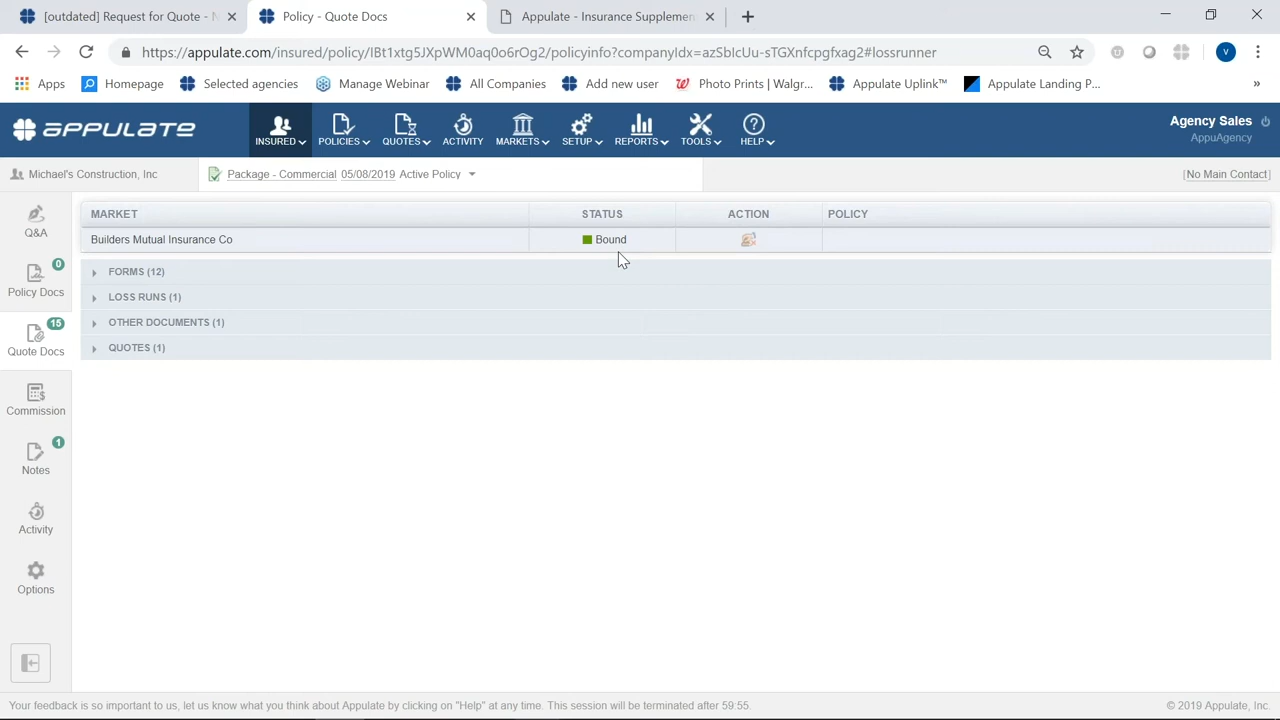 [outdated] Request for Quote - N
Policy - Quote Docs
Appulate - Insurance Supplemen
https://appulate.com/insured/policy/IBt1xtg5JXpWM0aq0o6rOg2/policyinfo?companyIdx=azSbIcUu-sTGXnfcpgfxag2#lossrunner
V
Apps
Homepage
Selected agencies
Manage Webinar
All Companies
Add new user
Photo Prints | Walgr...
Appulate Uplink™
Appulate Landing P...
»
APPULATE
INSURED
POLICIES
QUOTES
ACTIVITY
MARKETS
SETUP
REPORTS
TOOLS
HELP
Agency Sales
AppuAgency
Michael's Construction, Inc
Package - Commercial 05/08/2019 Active Policy
[No Main Contact]
MARKET
STATUS
ACTION
POLICY
Builders Mutual Insurance Co
Bound
FORMS (12)
LOSS RUNS (1)
OTHER DOCUMENTS (1)
QUOTES (1)
Q&A
0
Policy Docs
15
Quote Docs
Commission
1
Notes
Activity
Options
Your feedback is so important to us, let us know what you think about Appulate by clicking on "Help" at any time. This session will be terminated after 59:55.
© 2019 Appulate, Inc.